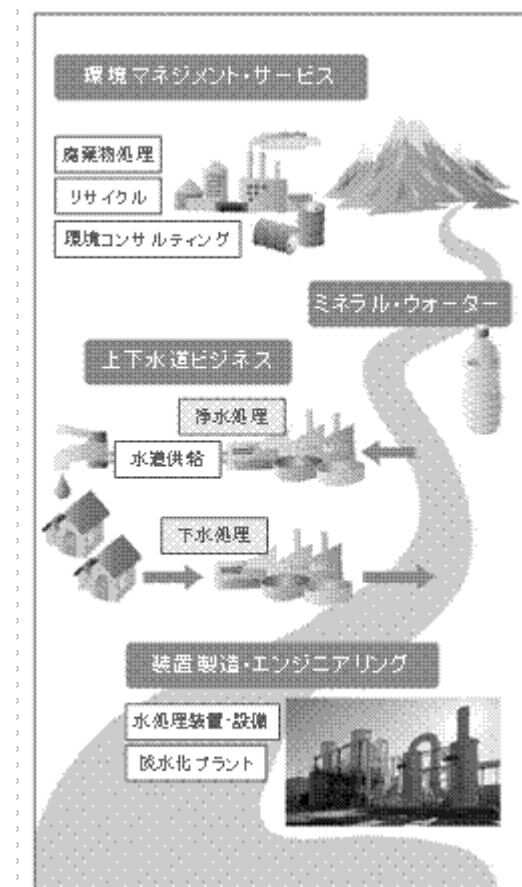 環境マネジメント・サービス
廃棄物処理
リサイクル
環境コンサルティング
ミネラル・ウォーター
上下水道ビジネス
浄水処理
水道供給
下水処理
装置製造・エンジニアリング
水処理装置・設備
淡水化プラント